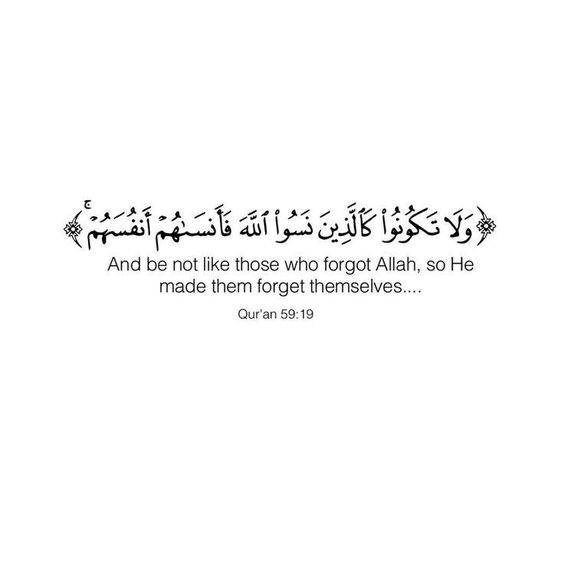 ﴿وَلَا تَكُونُوا۟ كَٱلَّذِينَ نَسُوا۟ ٱللَّهَ فَأَنسَىٰهُمْ أَنفُسَهُمْ ۚ﴾
And be not like those who forgot Allah, so He
made them forget themselves....
Qur'an 59:19